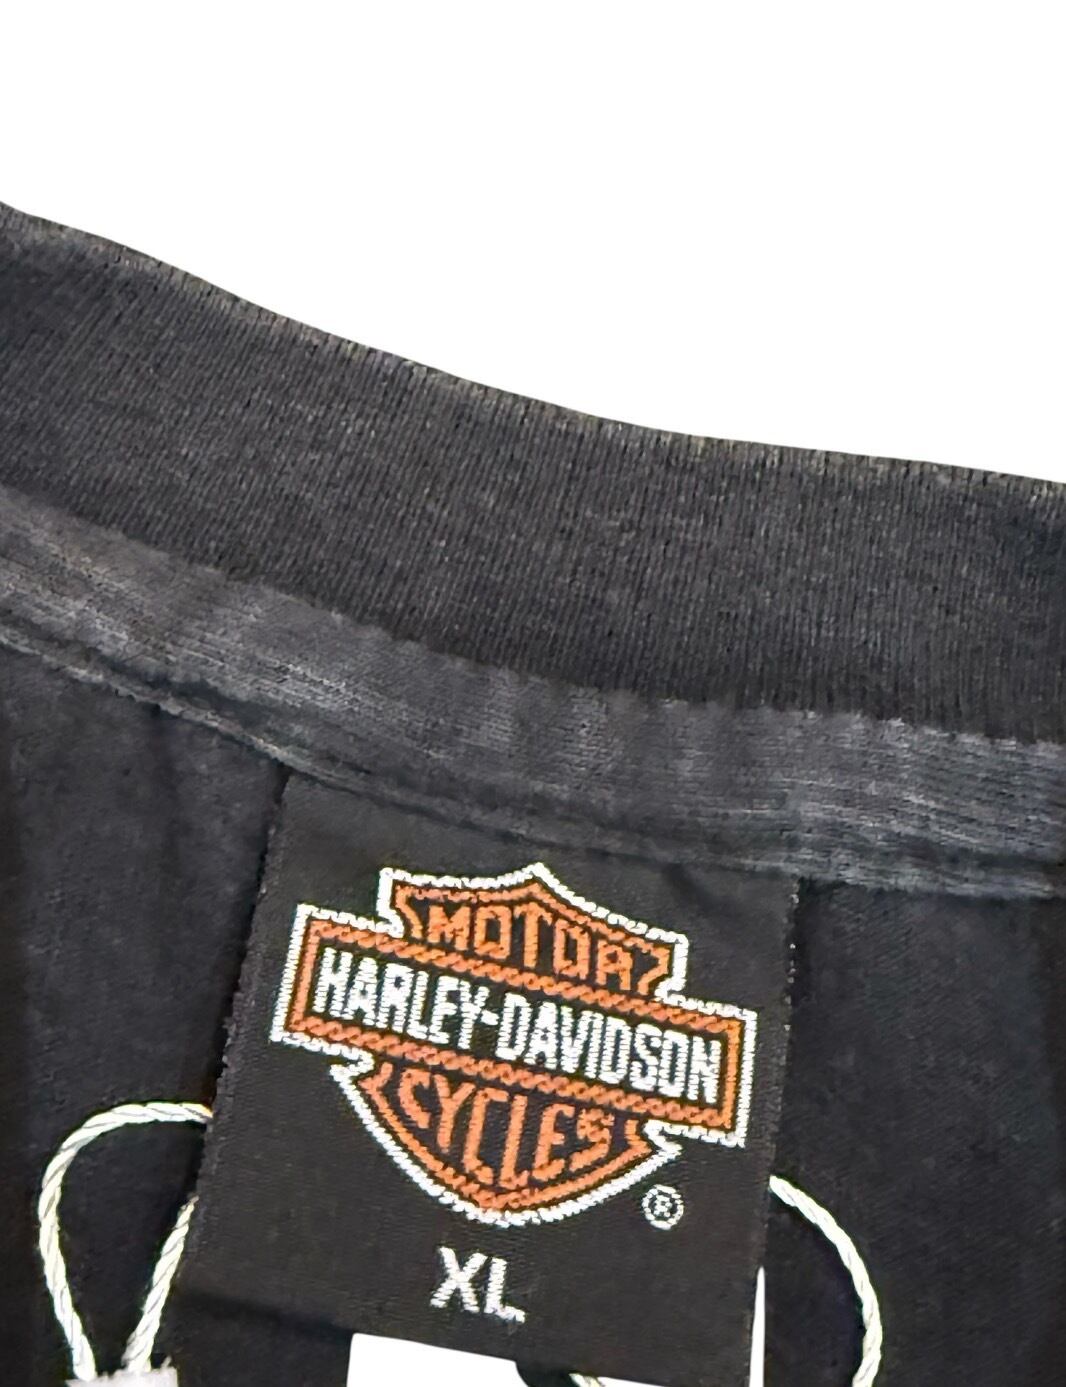 MOTOR
HARLEY-DAVIDSON
CYCLES
®
XL